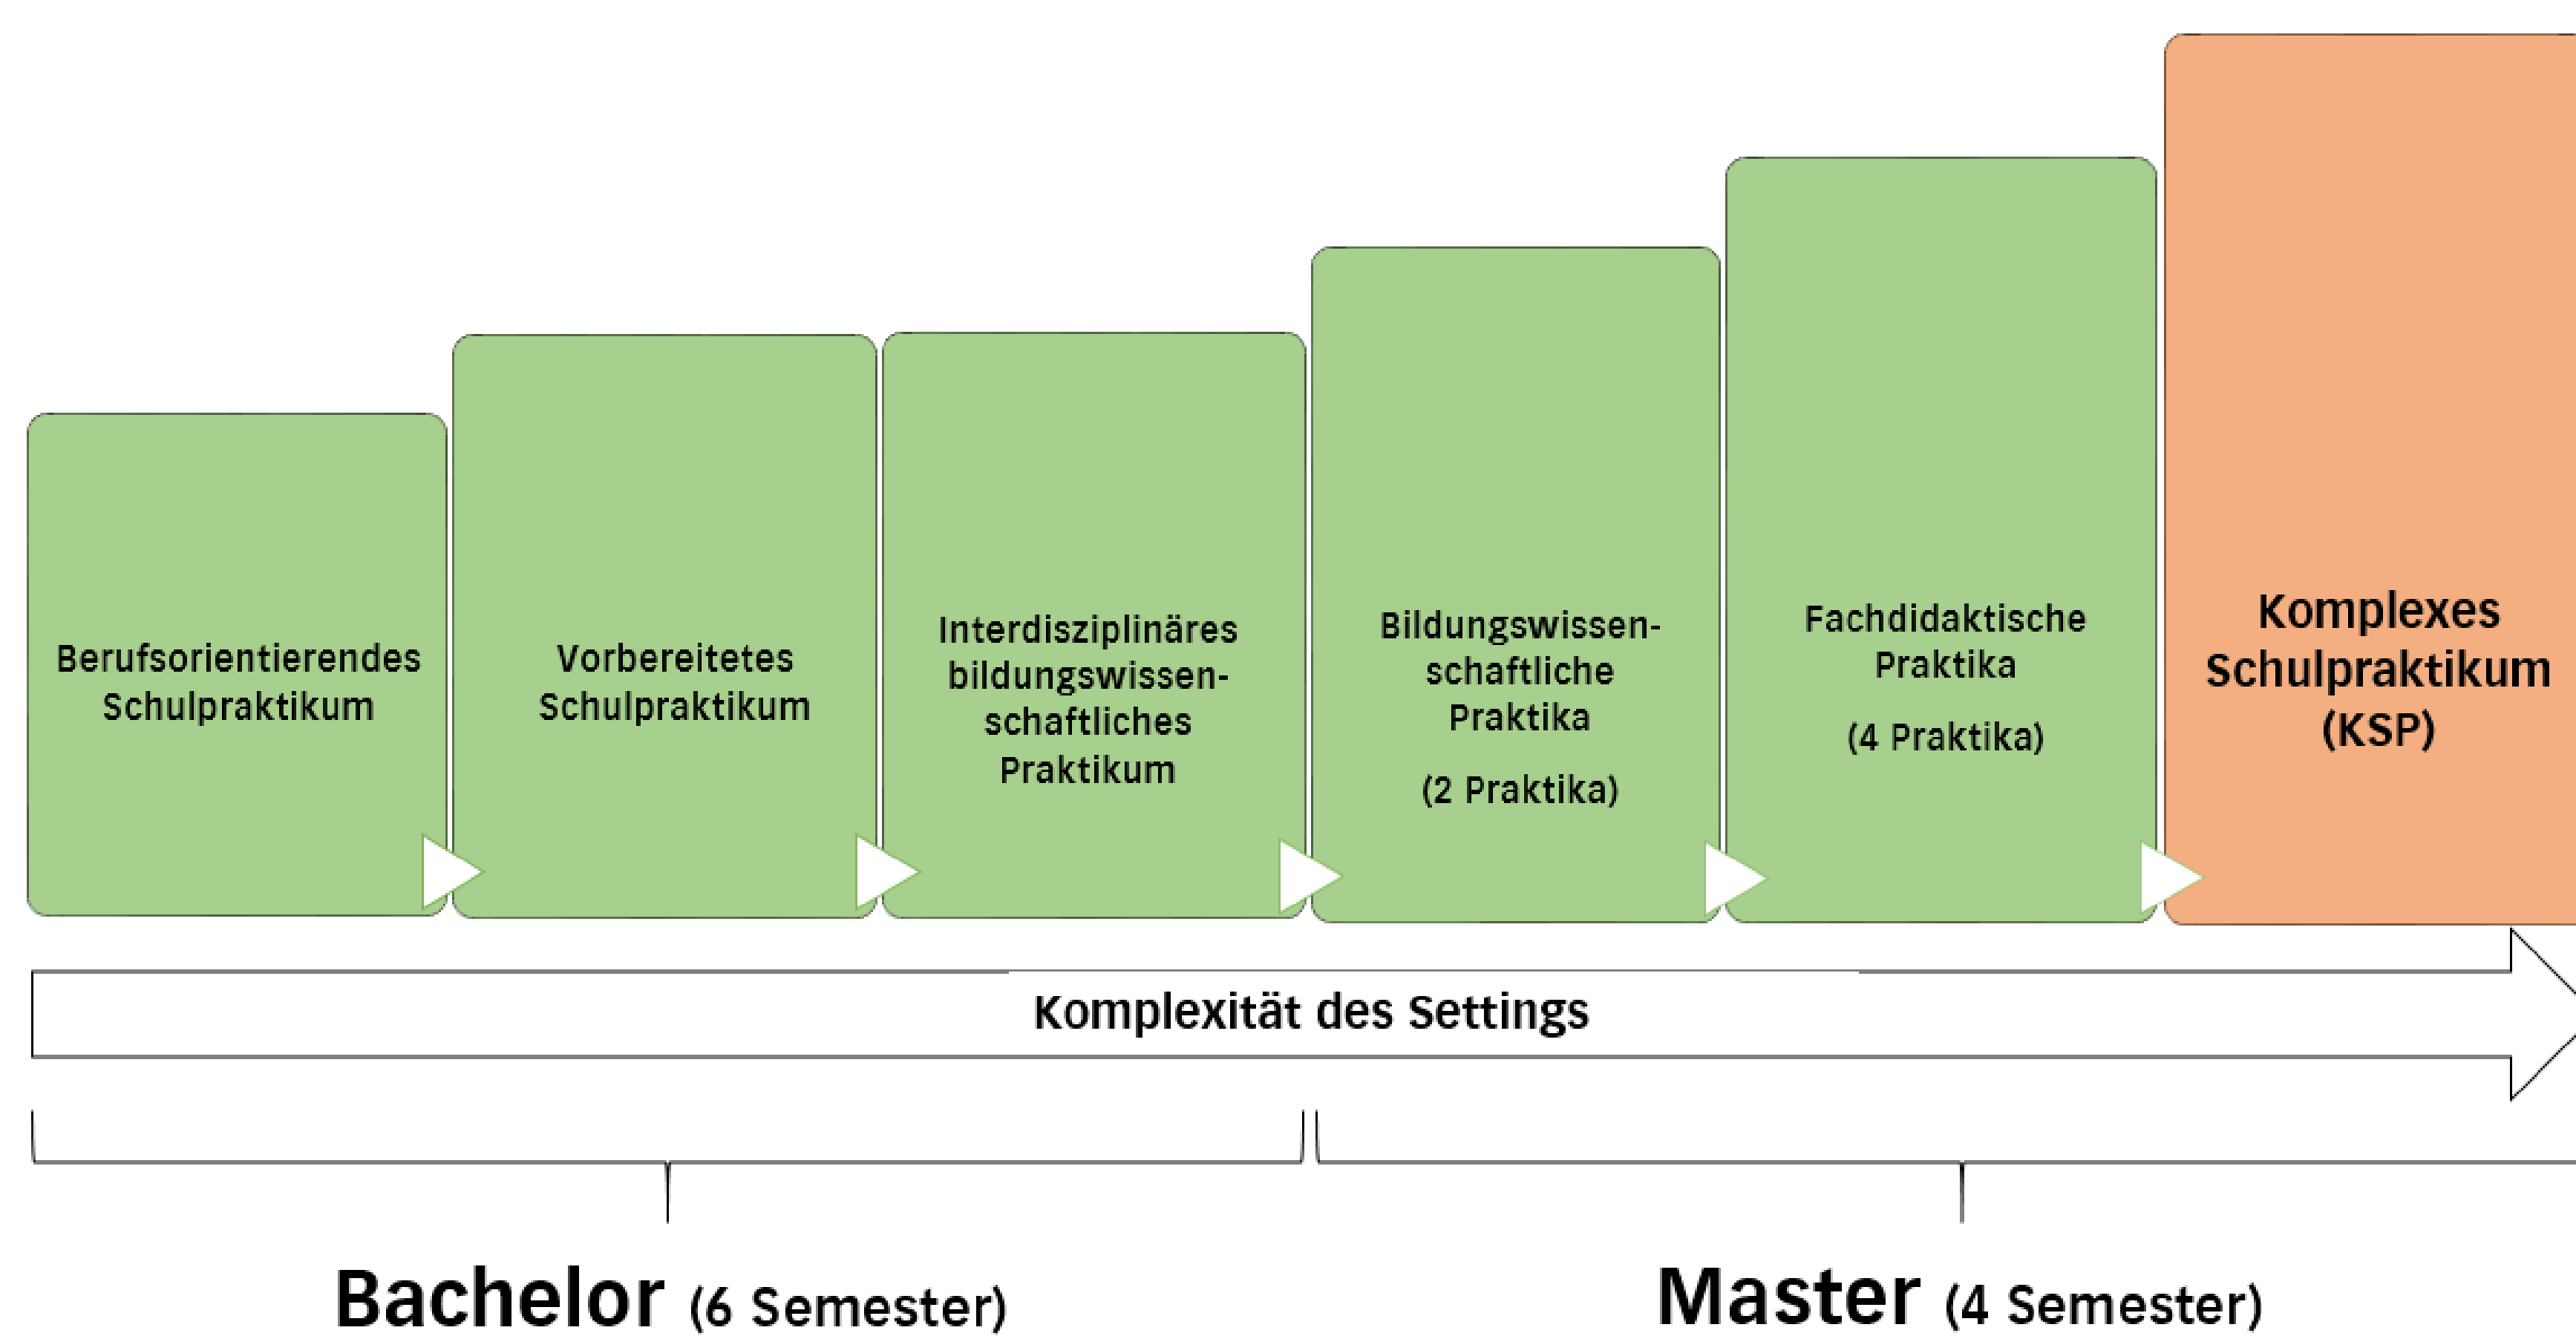 Berufsorientierendes
Schulpraktikum
Vorbereitetes
Schulpraktikum
Interdisziplinäres
bildungswissen-
schaftliches
Praktikum
Bildungswissen-
schaftliche
Praktika
(2 Praktika)
Fachdidaktische
Praktika
(4 Praktika)
Komplexes
Schulpraktikum
(KSP)
Komplexität des Settings
Bachelor (6 Semester)
Master (4 Semester)